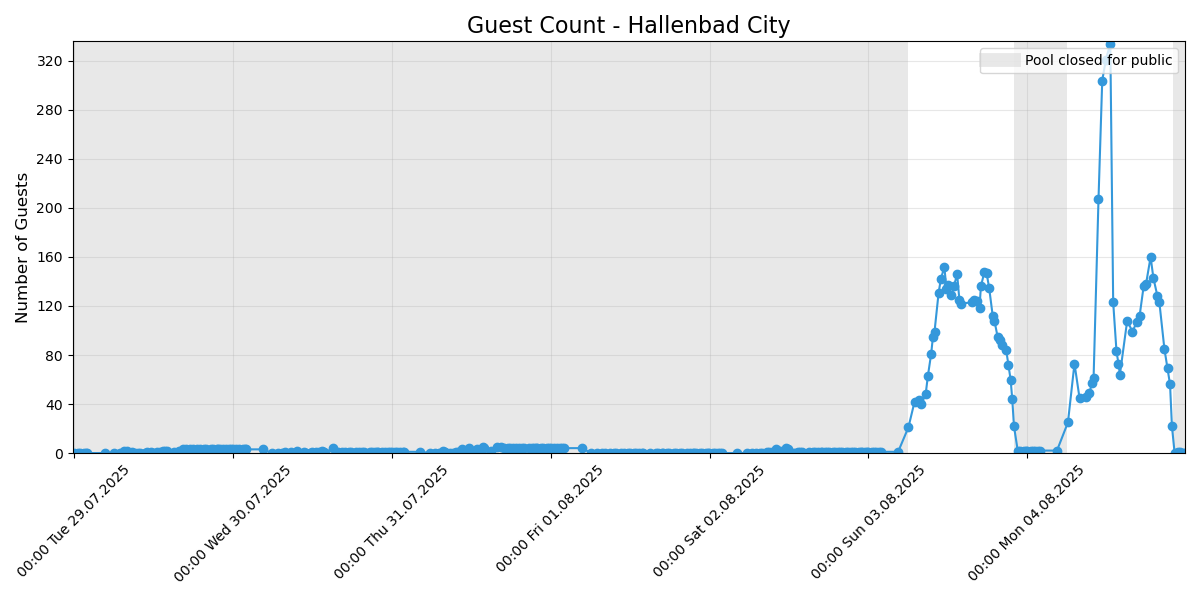 Guest Count - Hallenbad City
Pool closed for public
Number of Guests
320
280
240
200
160
120
80
40
0
00:00 Tue 29.07.2025
00:00 Wed 30.07.2025
00:00 Thu 31.07.2025
00:00 Fri 01.08.2025
00:00 Sat 02.08.2025
00:00 Sun 03.08.2025
00:00 Mon 04.08.2025